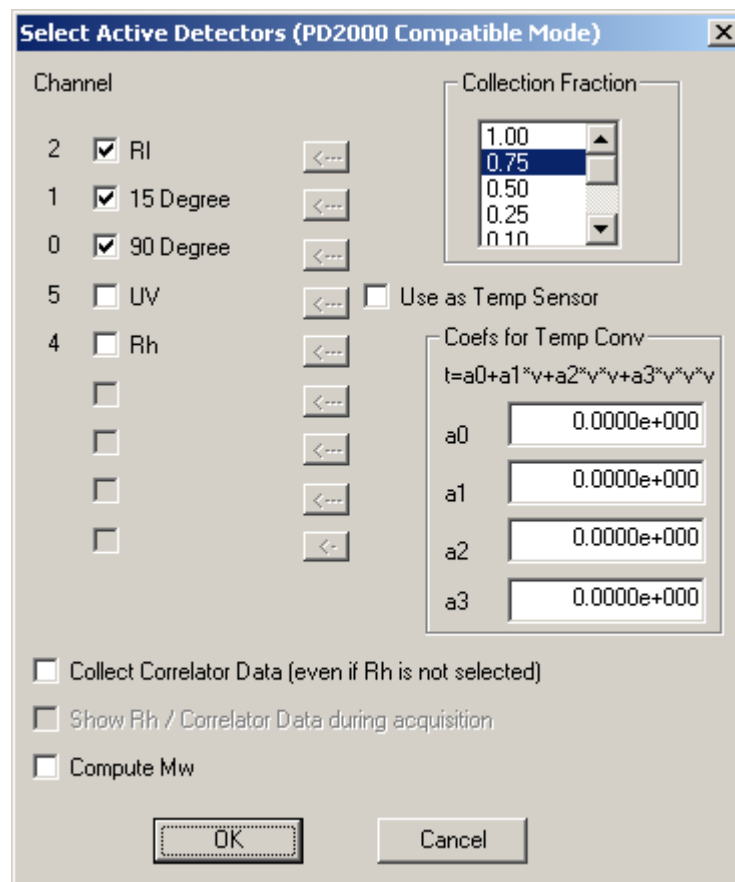 Select Active Detectors (PD2000 Compatible Mode)
Channel
Collection Fraction
1.00
0.75
0.50
0.25
0.10
2 RI <---
1 15 Degree <---
0 90 Degree <---
5 UV <--- Use as Temp Sensor
4 Rh <---
<---
<---
<---
<-
Coefs for Temp Conv
t=a0+a1*v+a2*v*v+a3*v*v*v
a0 0.0000e+000
a1 0.0000e+000
a2 0.0000e+000
a3 0.0000e+000
Collect Correlator Data (even if Rh is not selected)
Show Rh / Correlator Data during acquisition
Compute Mw
OK Cancel